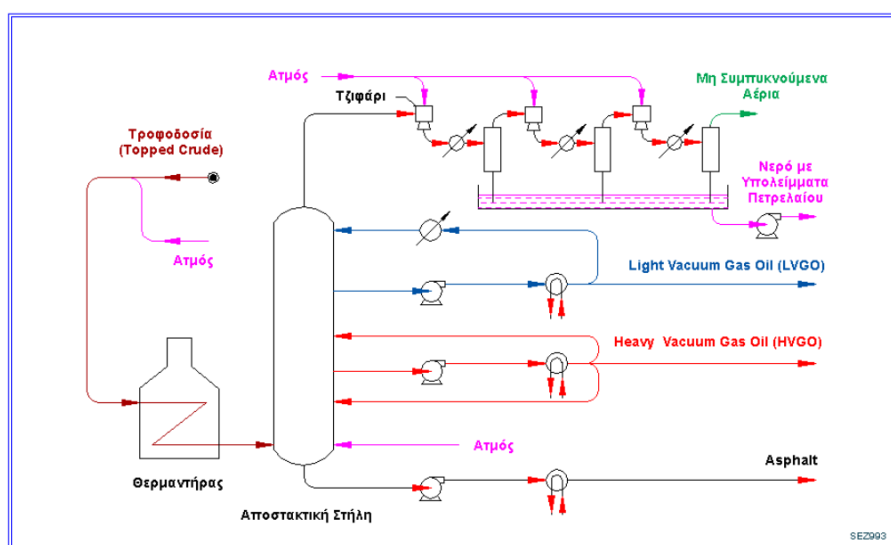 Ατμός
Τζιφάρι
Μη Συμπυκνούμενα
Αέρια
Τροφοδοσία
(Topped Crude)
Νερό με
Υπολείμματα
Πετρελαίου
Ατμός
Light Vacuum Gas Oil (LVGO)
Heavy Vacuum Gas Oil (HVGO)
Ατμός
Asphalt
Θερμαντήρας
Αποστακτική Στήλη
SEZ993